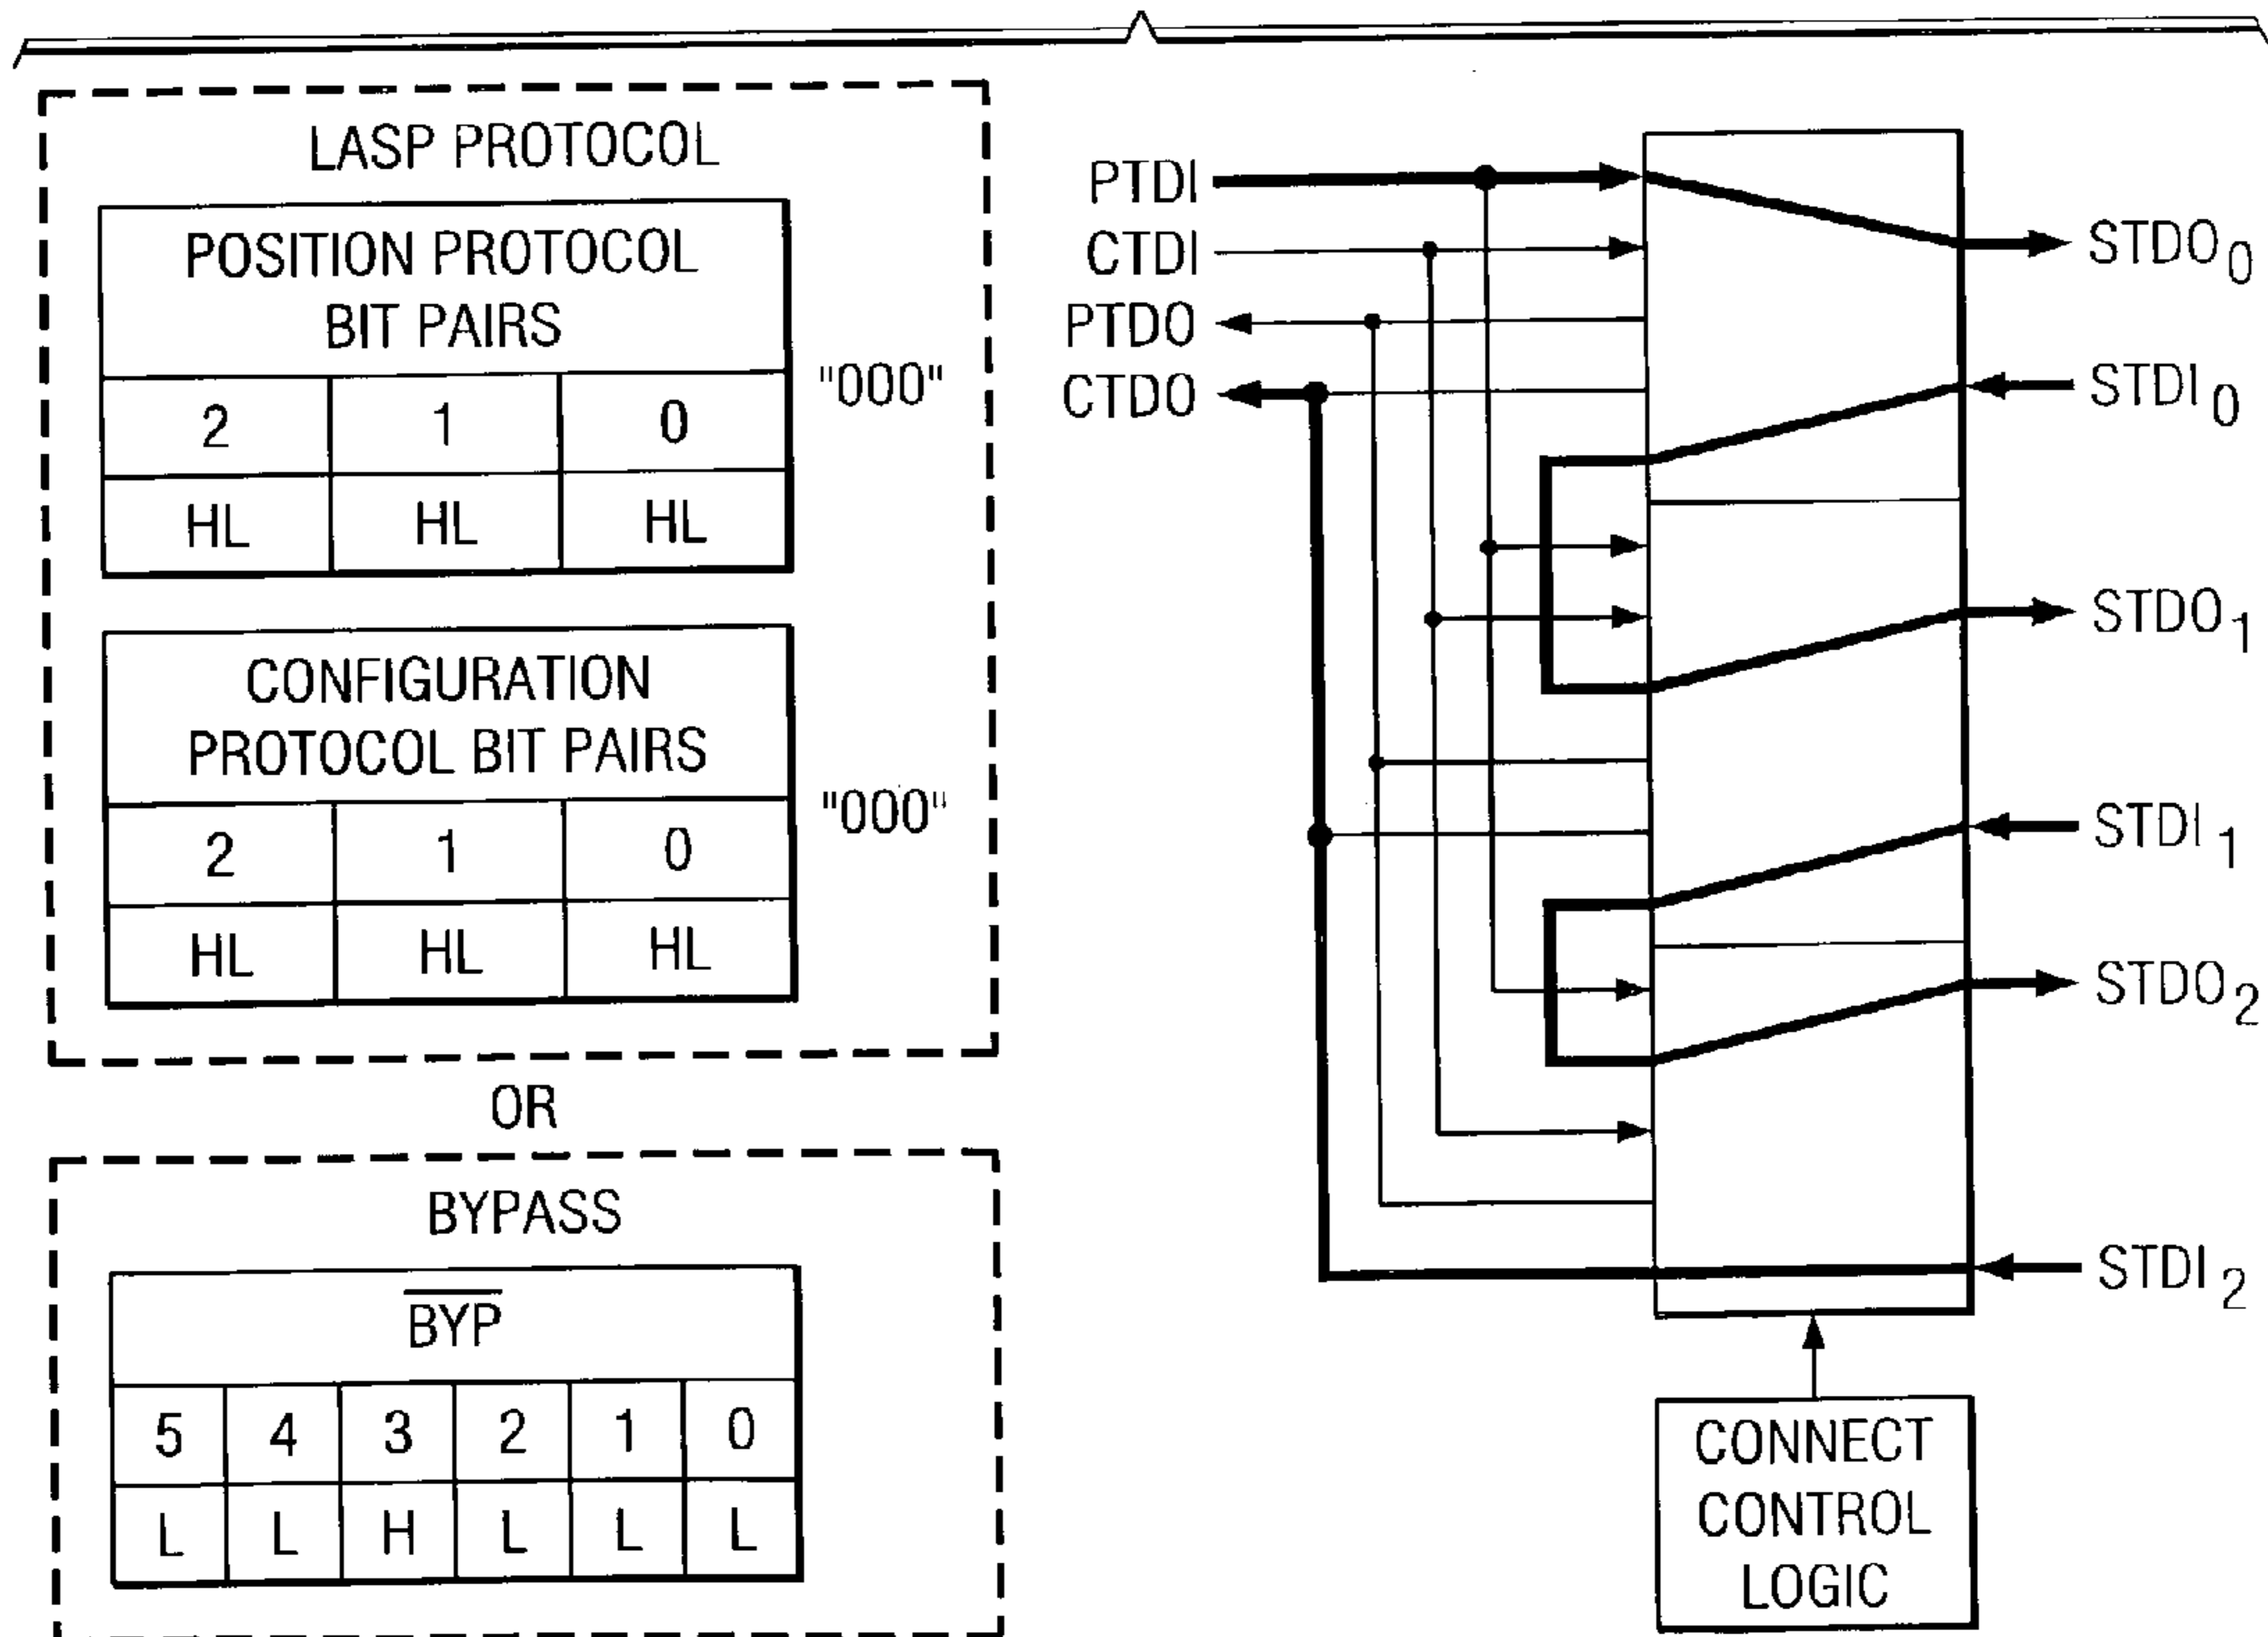 LASP PROTOCOL
POSITION PROTOCOL
BIT PAIRS
2 1 0
HL HL HL
"000"
CONFIGURATION
PROTOCOL BIT PAIRS
2 1 0
HL HL HL
"000"
OR
BYPASS
B̅Y̅P̅
5 4 3 2 1 0
L L H L L L
PTDI
CTDI
PTDO
CTDO
STDO0
STDI0
STDO1
STDI1
STDO2
STDI2
CONNECT
CONTROL
LOGIC